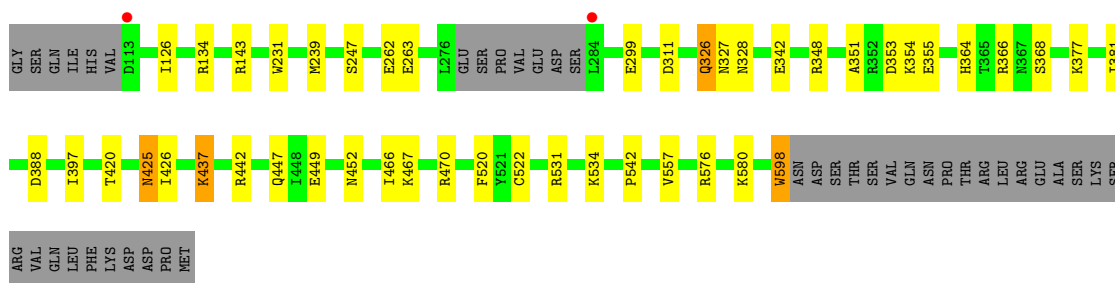 GLY SER GLN ILE HIS VAL D113 I126 R134 R143 W231 M239 S247 E262 E263 L276 GLU SER PRO VAL GLU ASP SER L284 E299 D311 Q326 N327 N328 E342 R348 A351 R352 D353 K354 E355 H364 T365 R366 N367 S368 K377 I381
D388 I397 T420 N425 I426 K437 R442 Q447 I448 E449 N452 I466 K467 R470 F520 Y521 C522 R531 K534 P542 V557 R576 K580 W598 ASN ASP SER THR SER VAL GLN ASN PRO THR ARG LEU ARG GLU ALA SER LYS SER
ARG VAL GLN LEU PHE LYS ASP ASP PRO MET